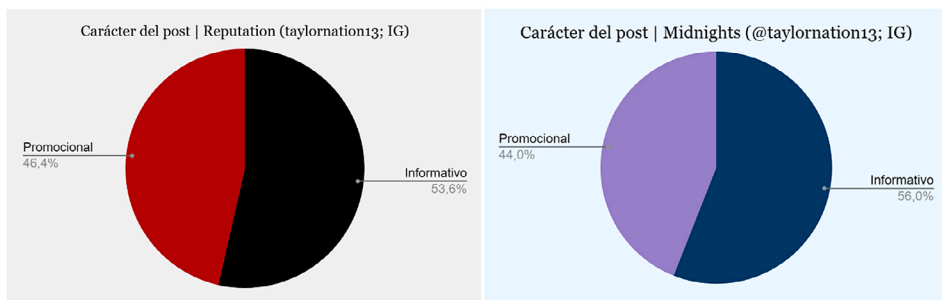 Carácter del post | Reputation (taylornation13; IG)
Promocional
46,4%
Informativo
53,6%
Carácter del post | Midnights (@taylornation13; IG)
Promocional
44,0%
Informativo
56,0%